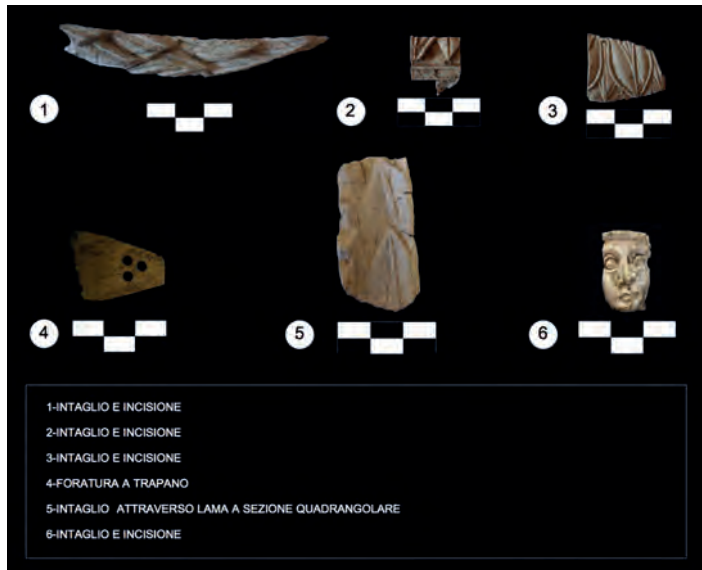 1
2
3
4
5
6
1-INTAGLIO E INCISIONE
2-INTAGLIO E INCISIONE
3-INTAGLIO E INCISIONE
4-FORATURA A TRAPANO
5-INTAGLIO ATTRAVERSO LAMA A SEZIONE QUADRANGOLARE
6-INTAGLIO E INCISIONE